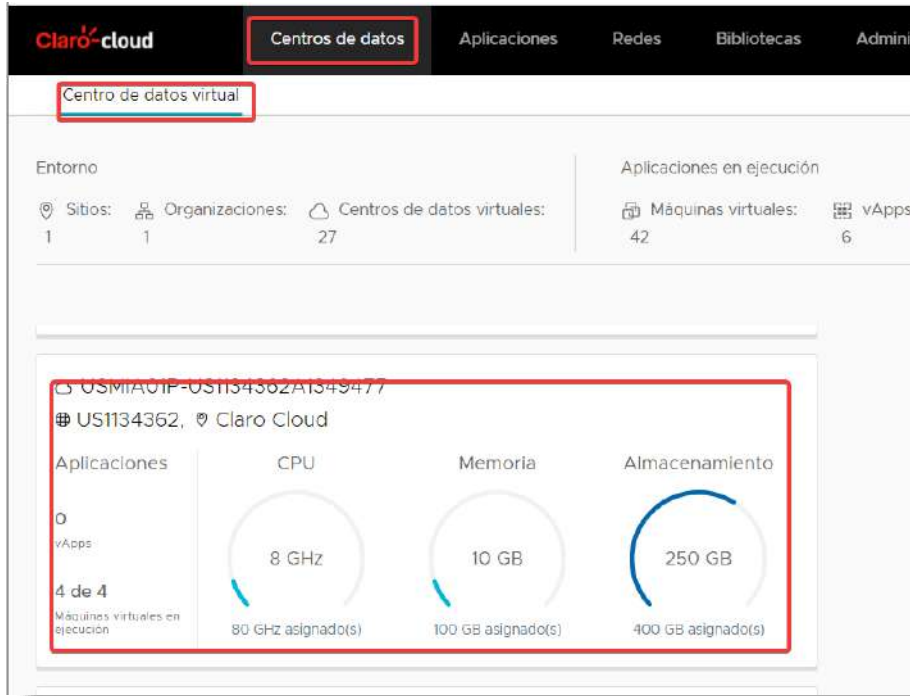 Claro-cloud Centros de datos Aplicaciones Redes Bibliotecas Admini
Centro de datos virtual
Entorno Aplicaciones en ejecución
Sitios: Organizaciones: Centros de datos virtuales: Máquinas virtuales: vApps
1 1 27 42 6
USMIA01P-US1134362A1349477
US1134362, Claro Cloud
Aplicaciones CPU Memoria Almacenamiento
0
vApps
8 GHz 10 GB 250 GB
4 de 4
Máquinas virtuales en
ejecución
80 GHz asignado(s) 100 GB asignado(s) 400 GB asignado(s)